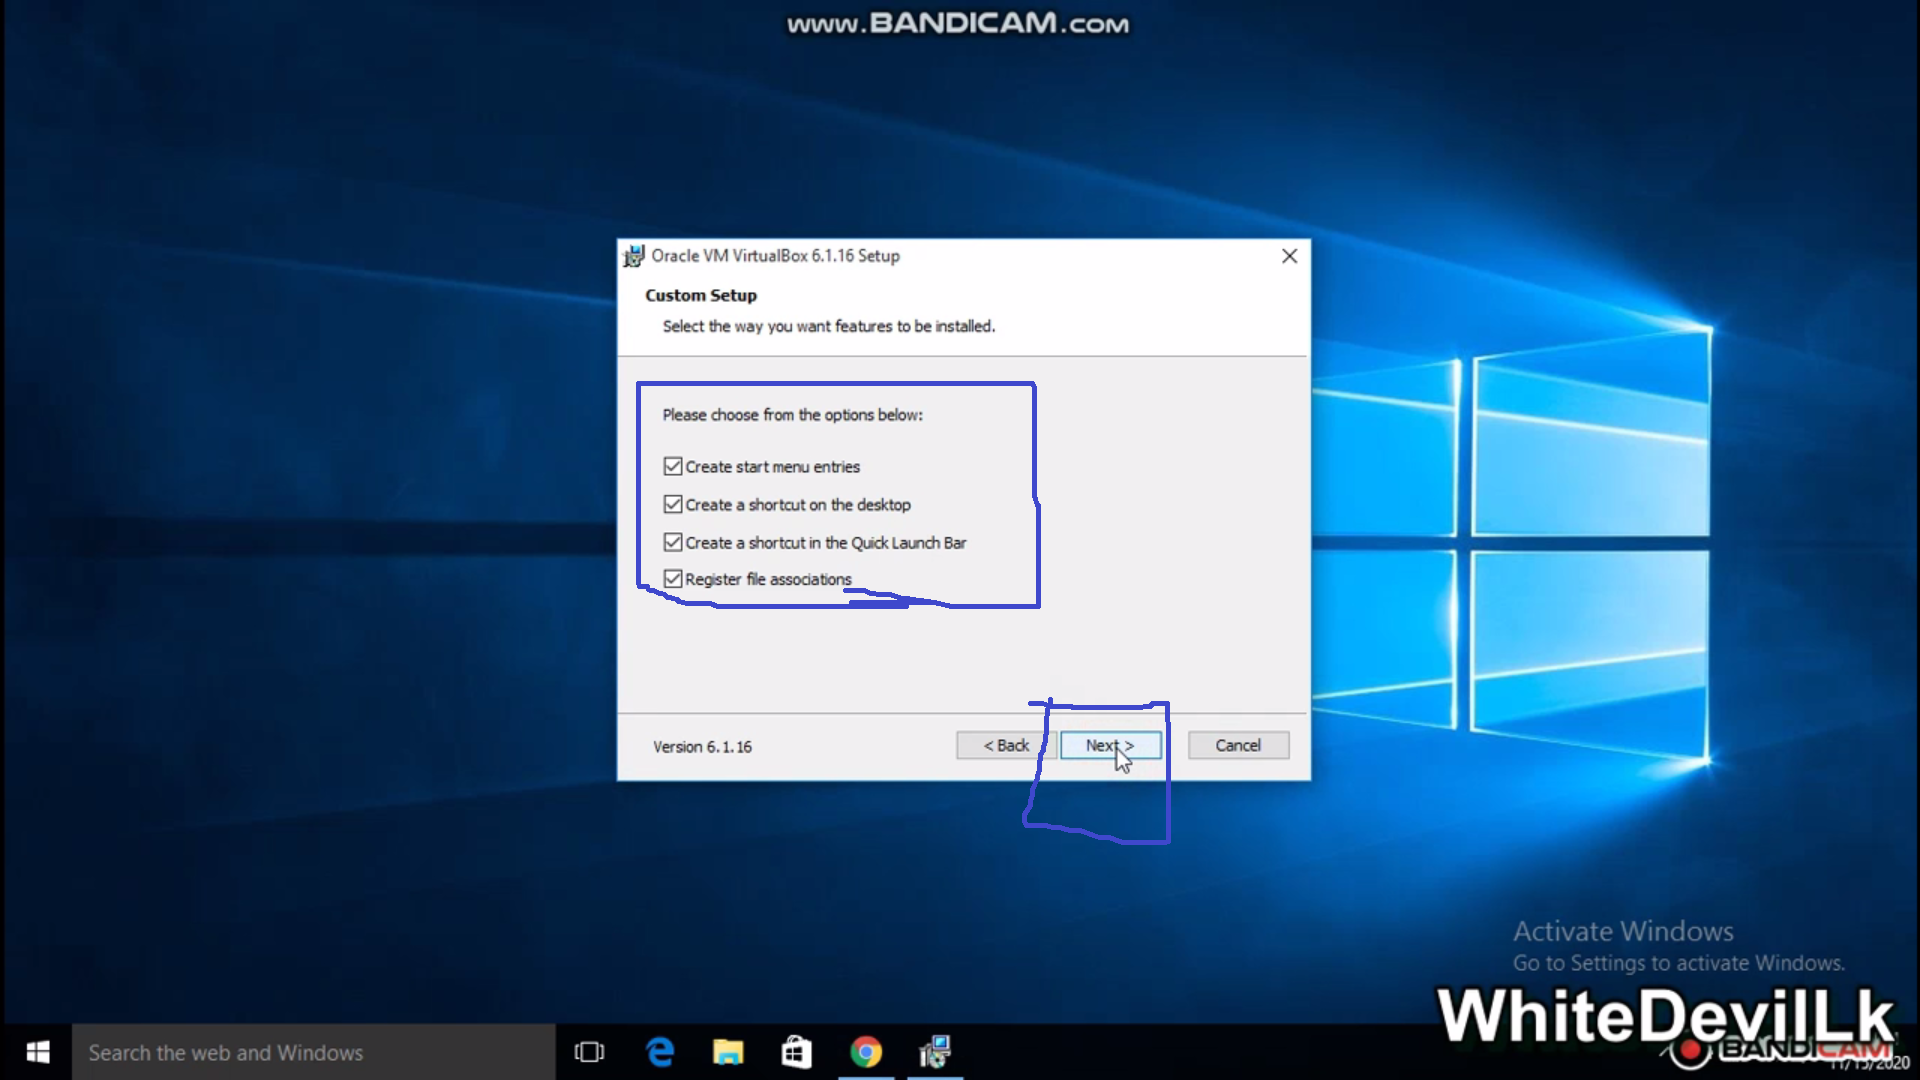 www.BANDICAM.com
Oracle VM VirtualBox 6.1.16 Setup
Custom Setup
Select the way you want features to be installed.
Please choose from the options below:
Create start menu entries
Create a shortcut on the desktop
Create a shortcut in the Quick Launch Bar
Register file associations
Version 6.1.16
< Back
Next >
Cancel
Activate Windows
Go to Settings to activate Windows.
WhiteDevilLk
BANDICAM
Search the web and Windows